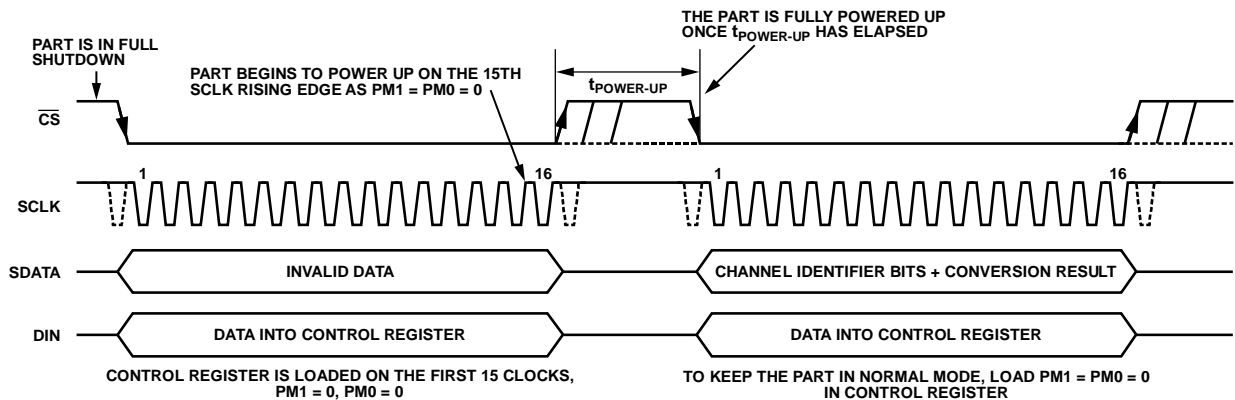 THE PART IS FULLY POWERED UP
ONCE tPOWER-UP HAS ELAPSED
PART IS IN FULL
SHUTDOWN
PART BEGINS TO POWER UP ON THE 15TH
SCLK RISING EDGE AS PM1 = PM0 = 0
tPOWER-UP
CS
1
16
1
16
SCLK
SDATA
INVALID DATA
CHANNEL IDENTIFIER BITS + CONVERSION RESULT
DIN
DATA INTO CONTROL REGISTER
DATA INTO CONTROL REGISTER
CONTROL REGISTER IS LOADED ON THE FIRST 15 CLOCKS,
PM1 = 0, PM0 = 0
TO KEEP THE PART IN NORMAL MODE, LOAD PM1 = PM0 = 0
IN CONTROL REGISTER